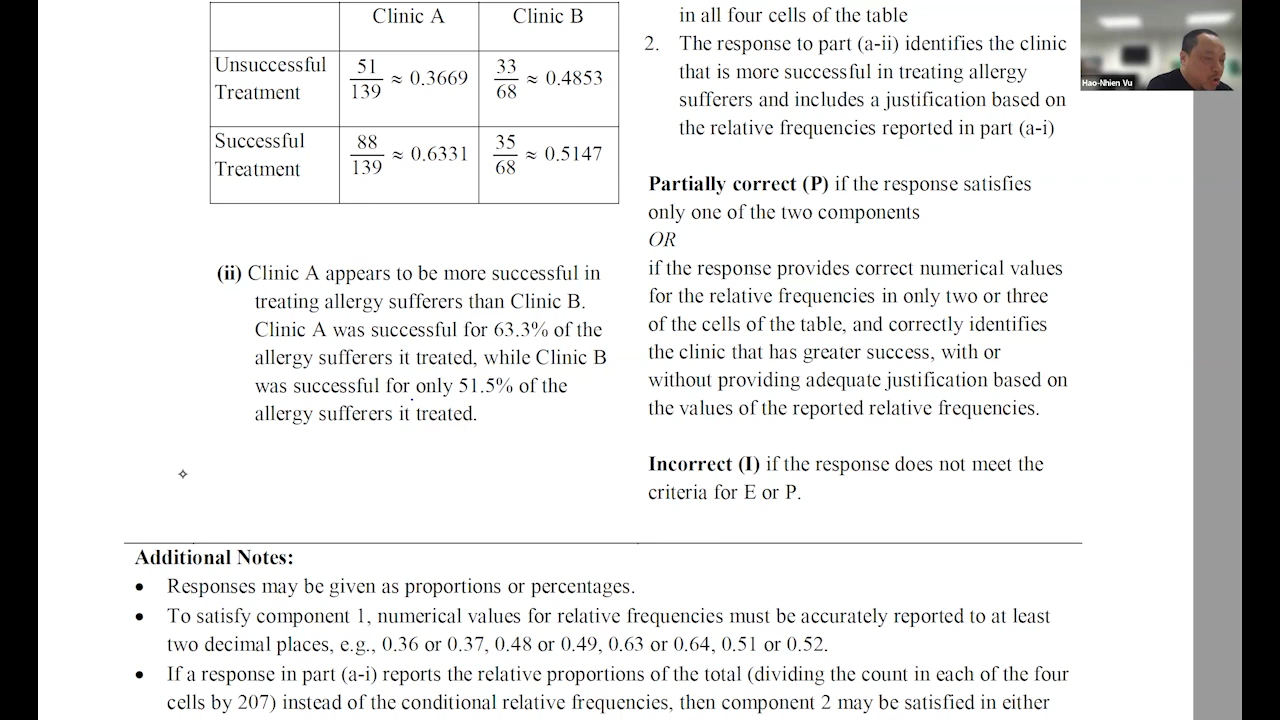 Clinic A Clinic B
Unsuccessful Treatment 51/139 ≈ 0.3669 33/68 ≈ 0.4853
Successful Treatment 88/139 ≈ 0.6331 35/68 ≈ 0.5147
(ii) Clinic A appears to be more successful in
treating allergy sufferers than Clinic B.
Clinic A was successful for 63.3% of the
allergy sufferers it treated, while Clinic B
was successful for only 51.5% of the
allergy sufferers it treated.
in all four cells of the table
2. The response to part (a-ii) identifies the clinic
that is more successful in treating allergy
sufferers and includes a justification based on
the relative frequencies reported in part (a-i)
Partially correct (P) if the response satisfies
only one of the two components
OR
if the response provides correct numerical values
for the relative frequencies in only two or three
of the cells of the table, and correctly identifies
the clinic that has greater success, with or
without providing adequate justification based on
the values of the reported relative frequencies.
Incorrect (I) if the response does not meet the
criteria for E or P.
Hao-Nhien Vu
Additional Notes:
• Responses may be given as proportions or percentages.
• To satisfy component 1, numerical values for relative frequencies must be accurately reported to at least
two decimal places, e.g., 0.36 or 0.37, 0.48 or 0.49, 0.63 or 0.64, 0.51 or 0.52.
• If a response in part (a-i) reports the relative proportions of the total (dividing the count in each of the four
cells by 207) instead of the conditional relative frequencies, then component 2 may be satisfied in either